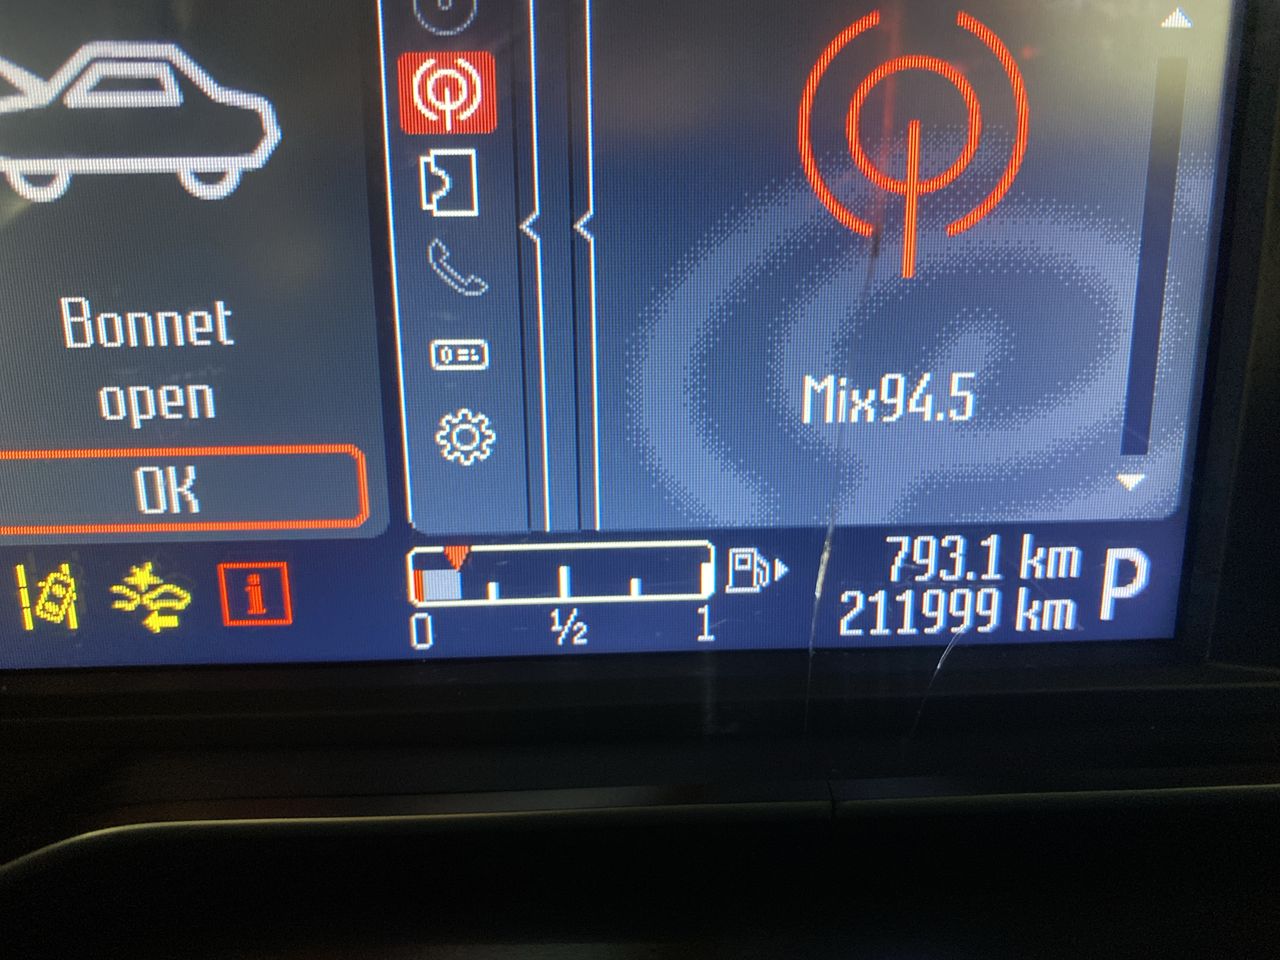 Bonnet
open
OK
Mix94.5
i
0 ½ 1
793.1 km
211999 km
P